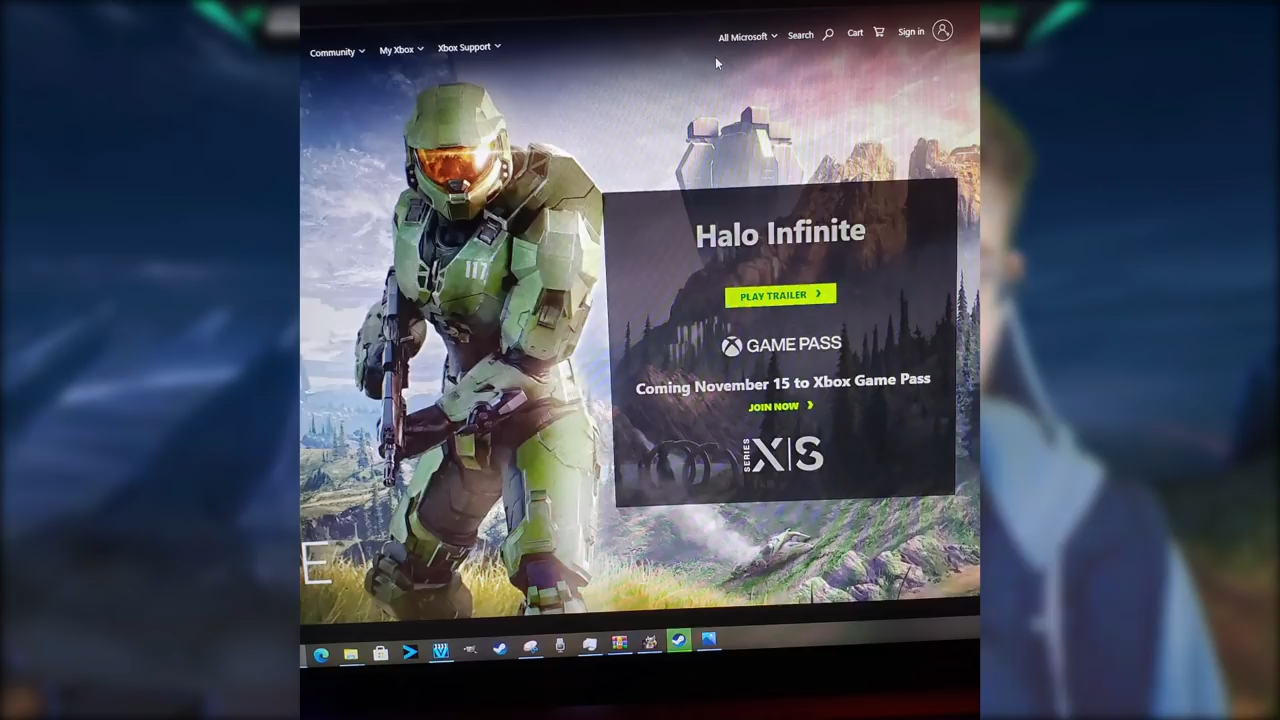 Community
My Xbox
Xbox Support
All Microsoft
Search
Cart
Sign in
117
Halo Infinite
PLAY TRAILER
GAME PASS
Coming November 15 to Xbox Game Pass
JOIN NOW
SERIES X|S
E